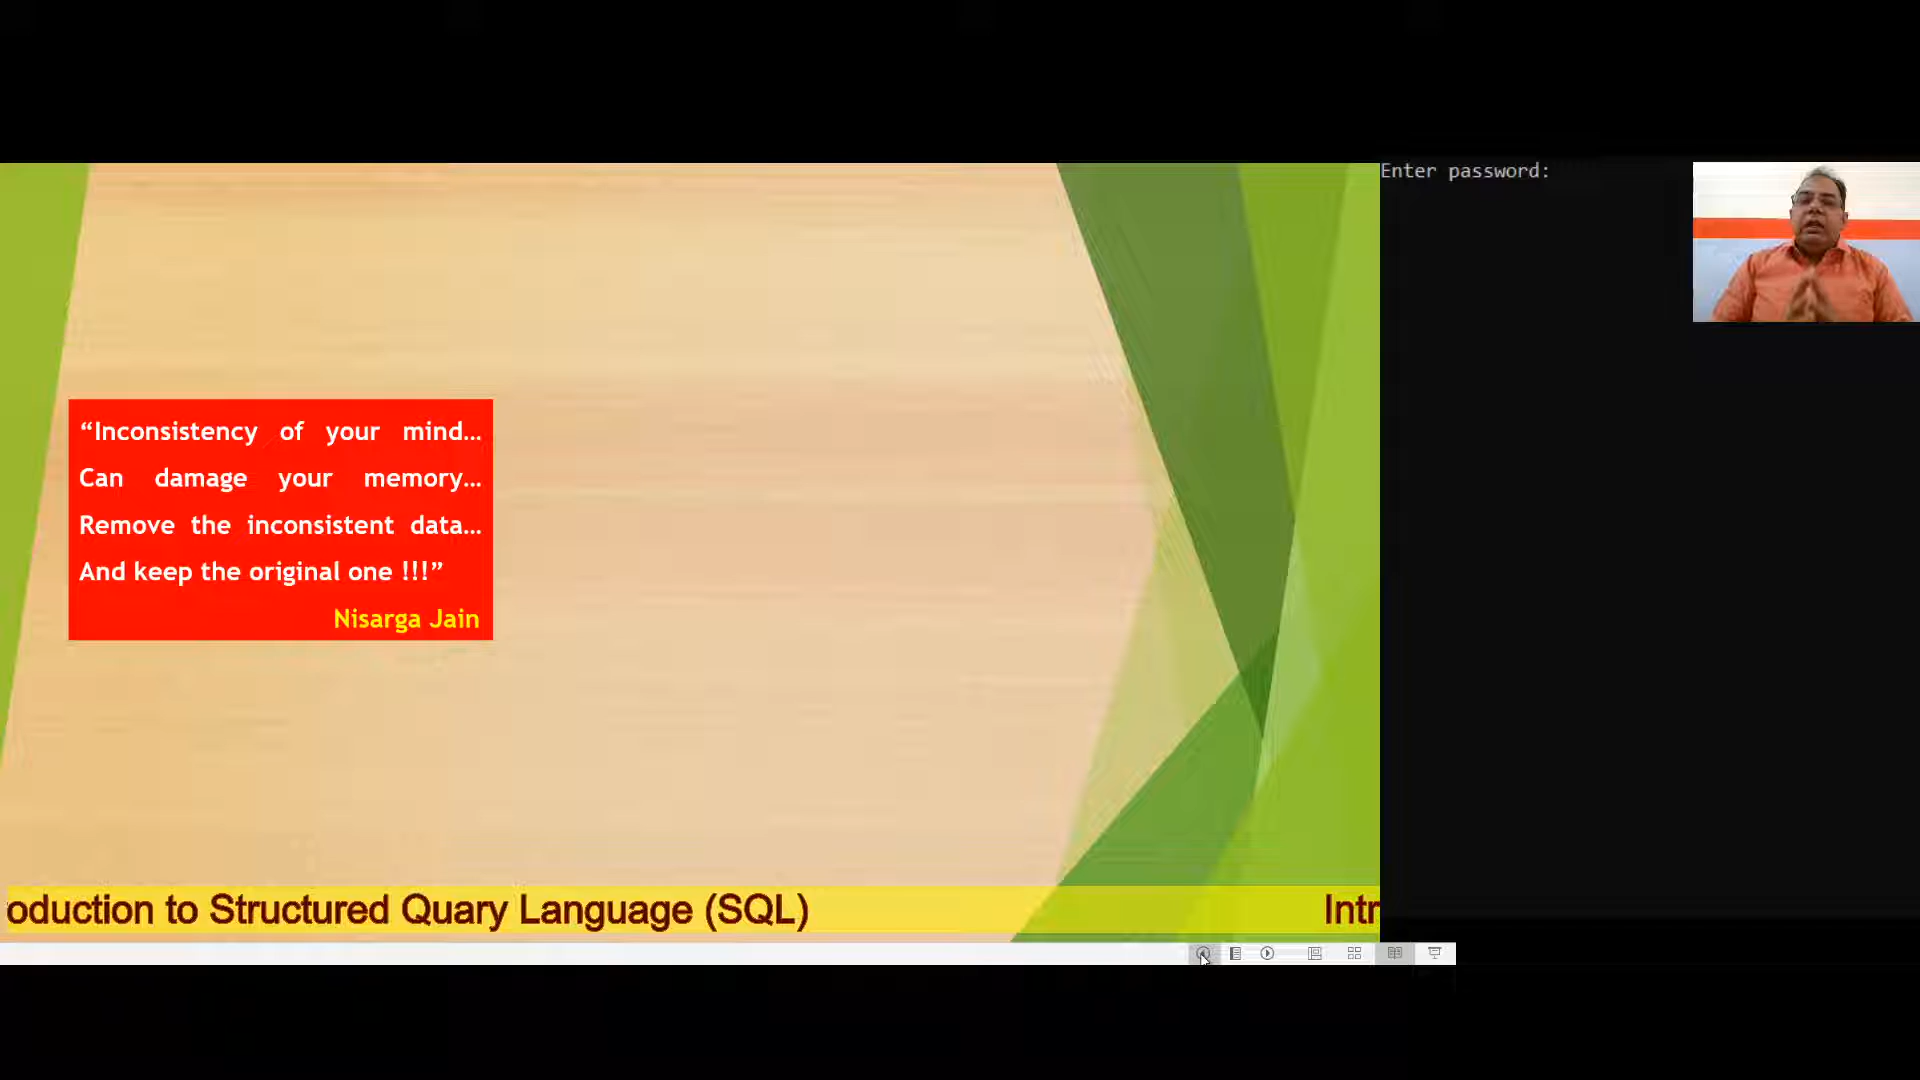 Enter password:
“Inconsistency of your mind…
Can damage your memory…
Remove the inconsistent data…
And keep the original one !!!”
Nisarga Jain
oduction to Structured Quary Language (SQL)
Intr